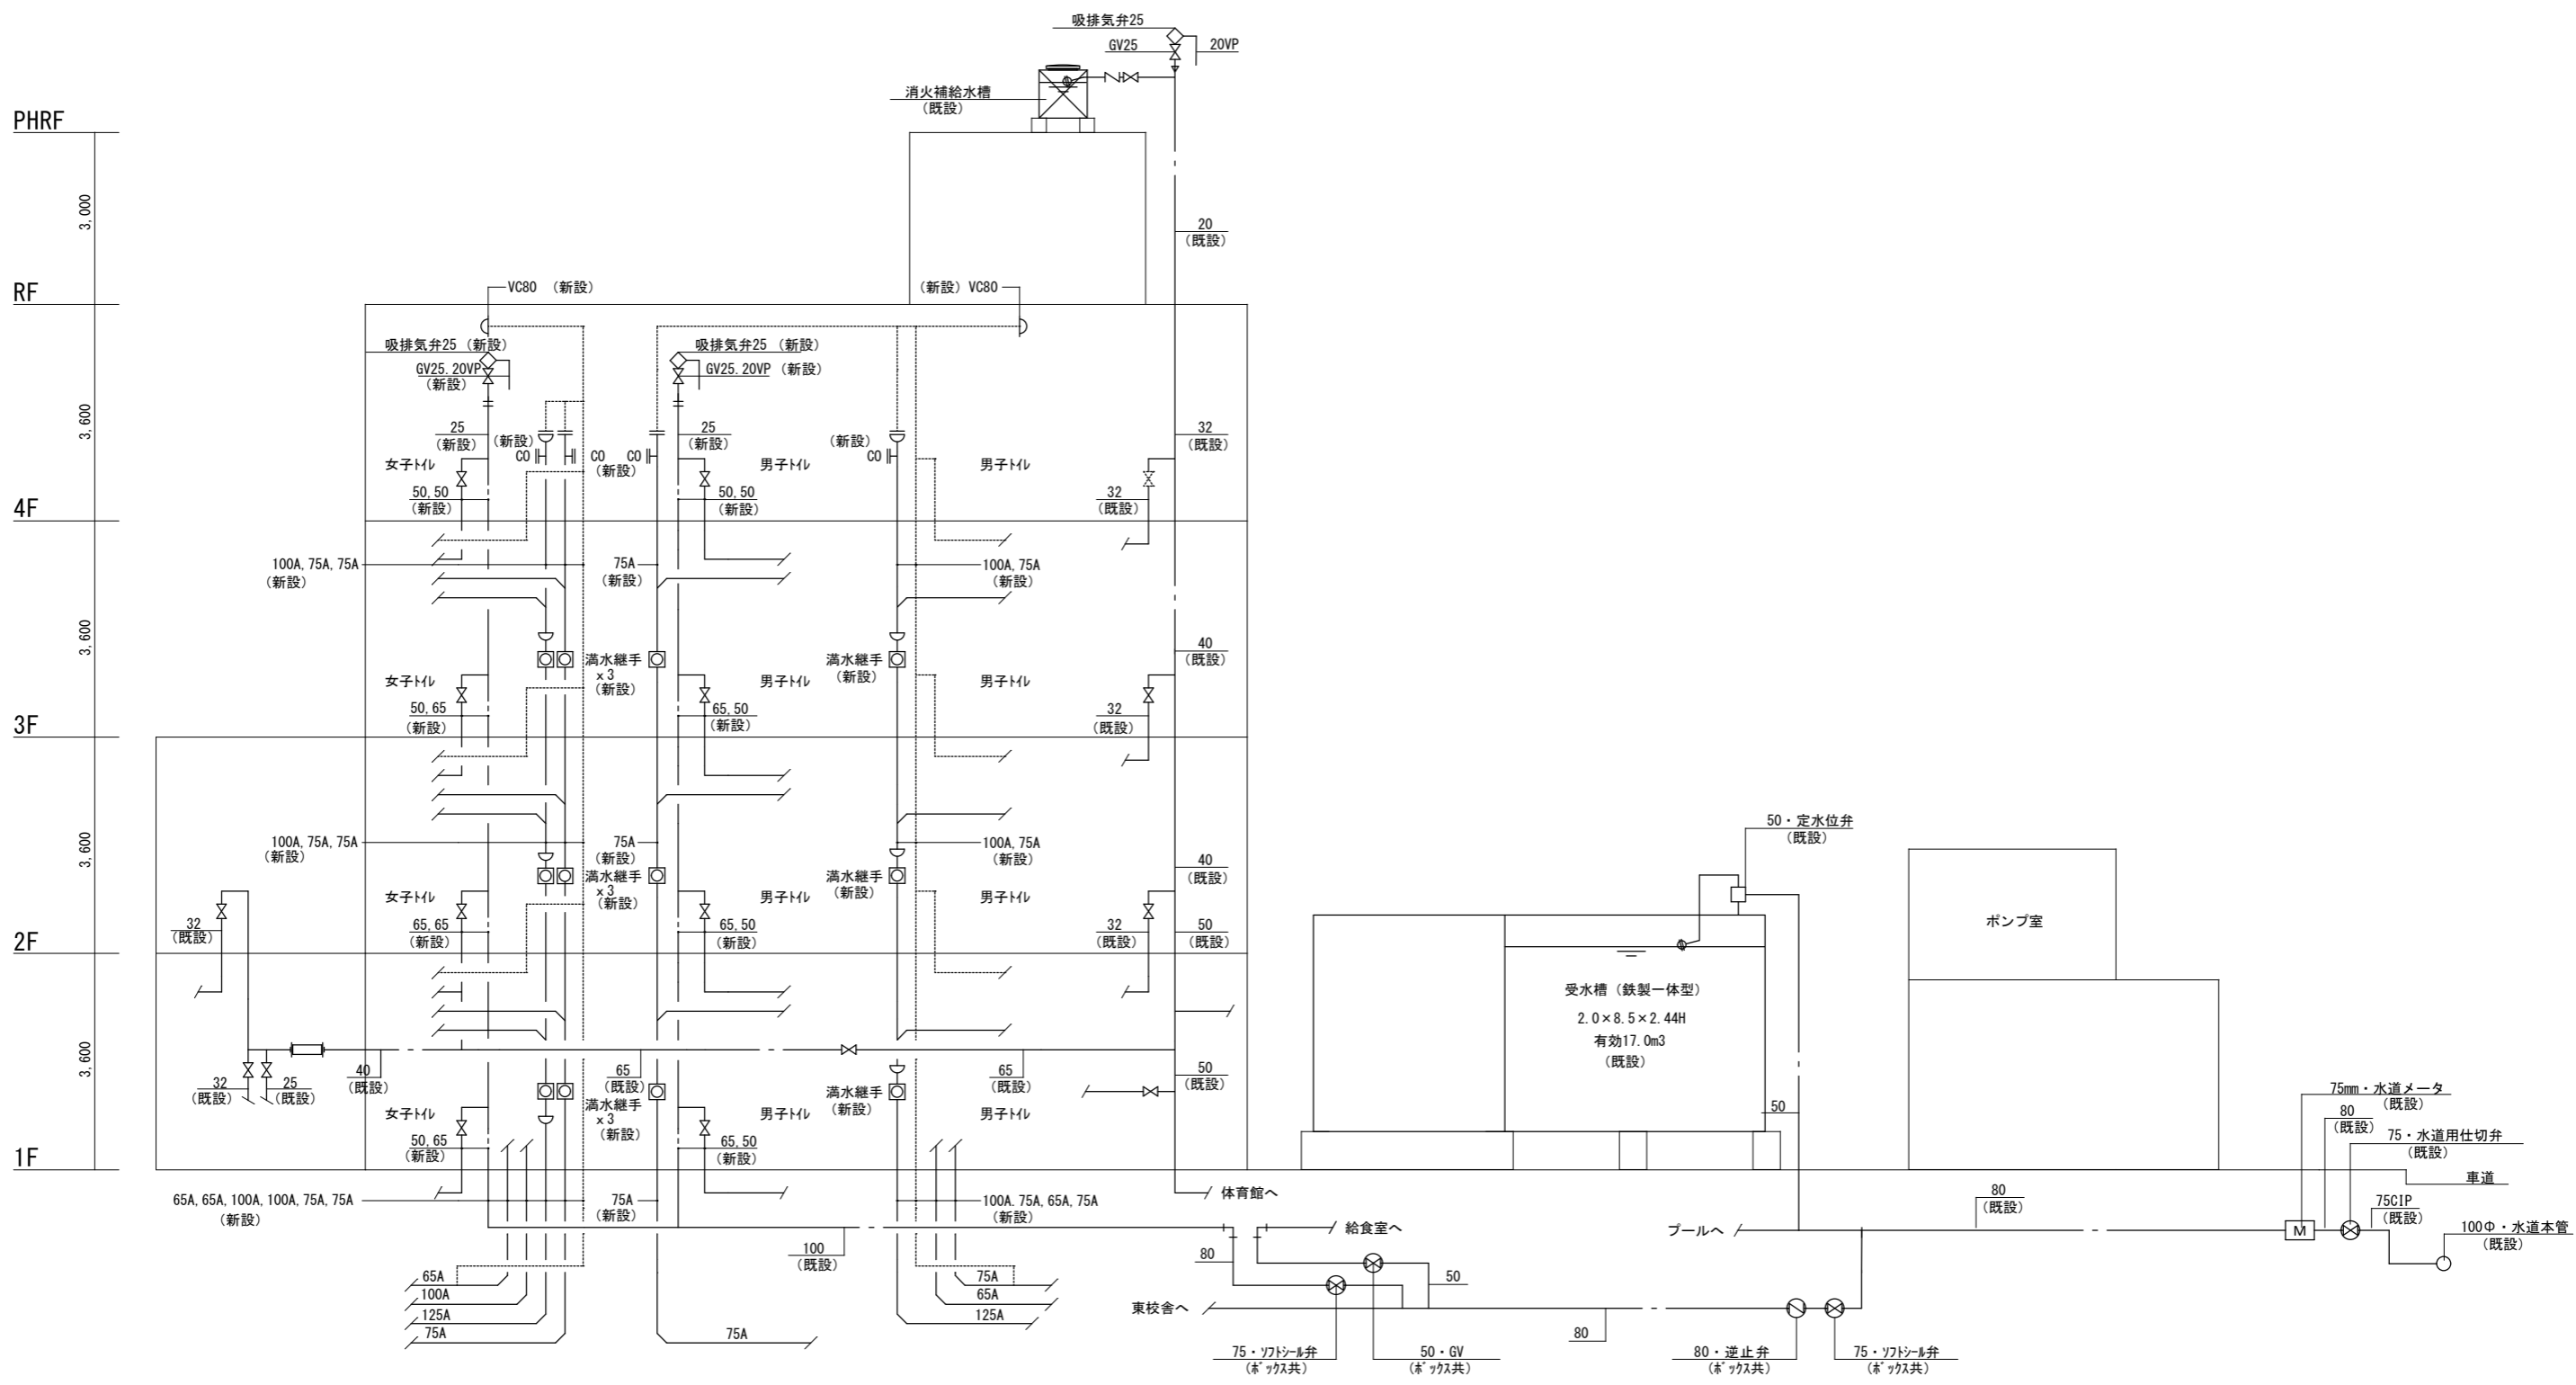 吸排気弁25
GV25
20VP
消火補給水槽
(既設)
PHRF
3,000
20
(既設)
RF
VC80 (新設)
(新設) VC80
吸排気弁25 (新設)
GV25.20VP
(新設)
吸排気弁25 (新設)
GV25.20VP (新設)
3,600
25
(新設)
(新設)
CO
CO
(新設)
CO
25
(新設)
(新設)
CO
32
(既設)
女子トイレ
男子トイレ
男子トイレ
50,50
(新設)
50,50
(新設)
32
(既設)
4F
100A,75A,75A
(新設)
75A
(新設)
100A,75A
(新設)
3,600
満水継手
x3
(新設)
満水継手
(新設)
40
(既設)
女子トイレ
男子トイレ
男子トイレ
50,65
(新設)
65,50
(新設)
32
(既設)
3F
100A,75A,75A
(新設)
75A
(新設)
100A,75A
(新設)
3,600
満水継手
x3
(新設)
満水継手
(新設)
40
(既設)
50・定水位弁
(既設)
女子トイレ
男子トイレ
男子トイレ
32
(既設)
65,65
(新設)
65,50
(新設)
32
(既設)
50
(既設)
ポンプ室
2F
受水槽(鉄製一体型)
2.0×8.5×2.44H
有効17.0m3
(既設)
3,600
32
(既設)
25
(既設)
40
(既設)
65
(既設)
65
(既設)
50
(既設)
満水継手
x3
(新設)
満水継手
(新設)
女子トイレ
男子トイレ
男子トイレ
50,65
(新設)
65,50
(新設)
50
75mm・水道メータ
(既設)
80
(既設)
75・水道用仕切弁
(既設)
1F
車道
65A,65A,100A,100A,75A,75A
(新設)
75A
(新設)
100A.75A,65A,75A
(新設)
体育館へ
80
(既設)
75CIP
(既設)
100Φ・水道本管
(既設)
M
給食室へ
プールへ
100
(既設)
80
50
65A
100A
125A
75A
75A
75A
65A
125A
東校舎へ
80
75・ソフトシール弁
(ボックス共)
50・GV
(ボックス共)
80・逆止弁
(ボックス共)
75・ソフトシール弁
(ボックス共)